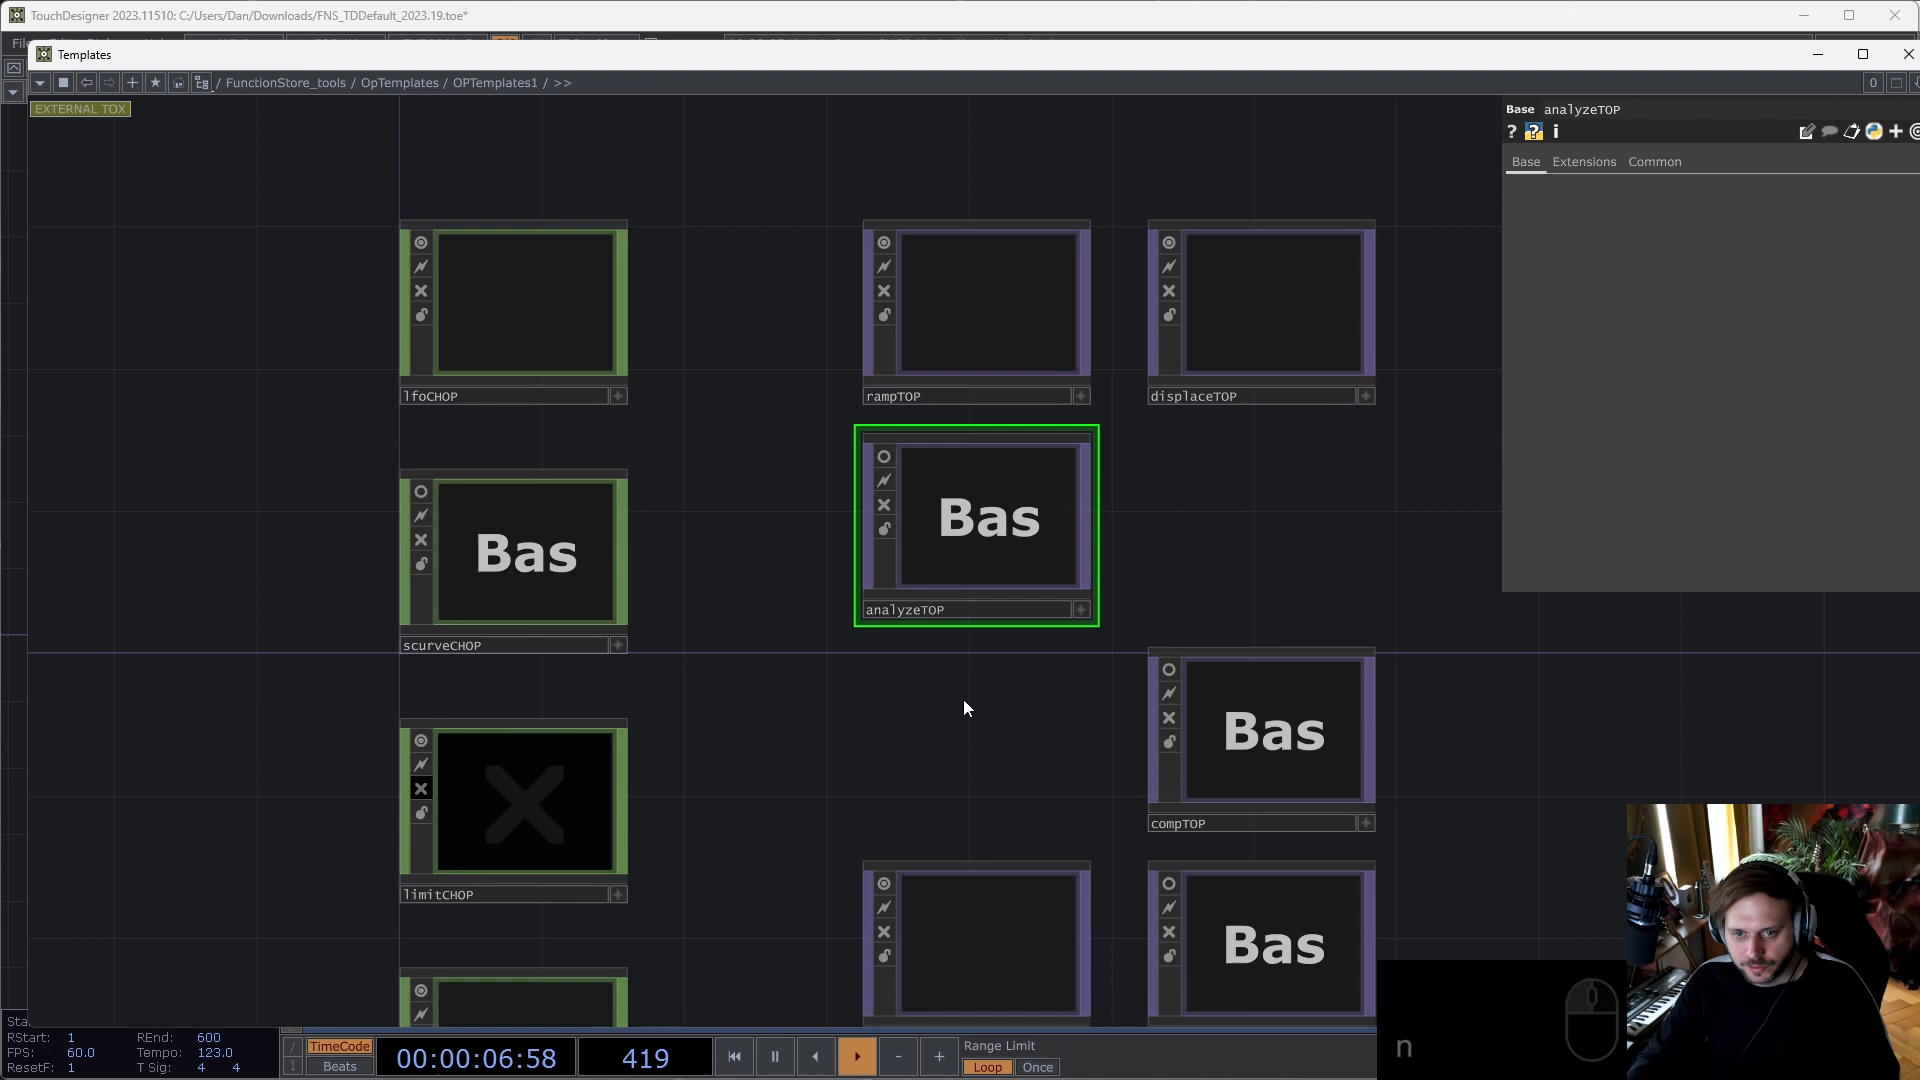 TouchDesigner 2023.11510: C:/Users/Dan/Downloads/FNS_TDDefault_2023.19.toe*
Templates
/ FunctionStore_tools / OpTemplates / OPTemplates1 / >>
0
EXTERNAL TOX
Base analyzeTOP
? ? i
Base Extensions Common
lfoCHOP
rampTOP
displaceTOP
Bas
analyzeTOP
Bas
scurveCHOP
Bas
compTOP
limitCHOP
Bas
RStart: 1 REnd: 600
FPS: 60.0 Tempo: 123.0
ResetF: 1 T Sig: 4 4
TimeCode
Beats
00:00:06:58
419
Range Limit
Loop Once
n